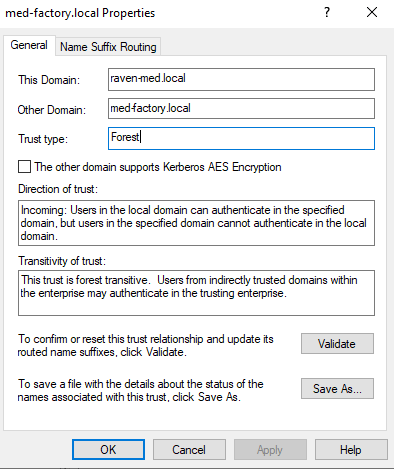 med-factory.local Properties
? ×
General Name Suffix Routing
This Domain: raven-med.local
Other Domain: med-factory.local
Trust type: Forest
The other domain supports Kerberos AES Encryption
Direction of trust:
Incoming: Users in the local domain can authenticate in the specified
domain, but users in the specified domain cannot authenticate in the local
domain.
Transitivity of trust:
This trust is forest transitive.  Users from indirectly trusted domains within
the enterprise may authenticate in the trusting enterprise.
To confirm or reset this trust relationship and update its
routed name suffixes, click Validate.
Validate
To save a file with the details about the status of the
names associated with this trust, click Save As.
Save As...
OK Cancel Apply Help